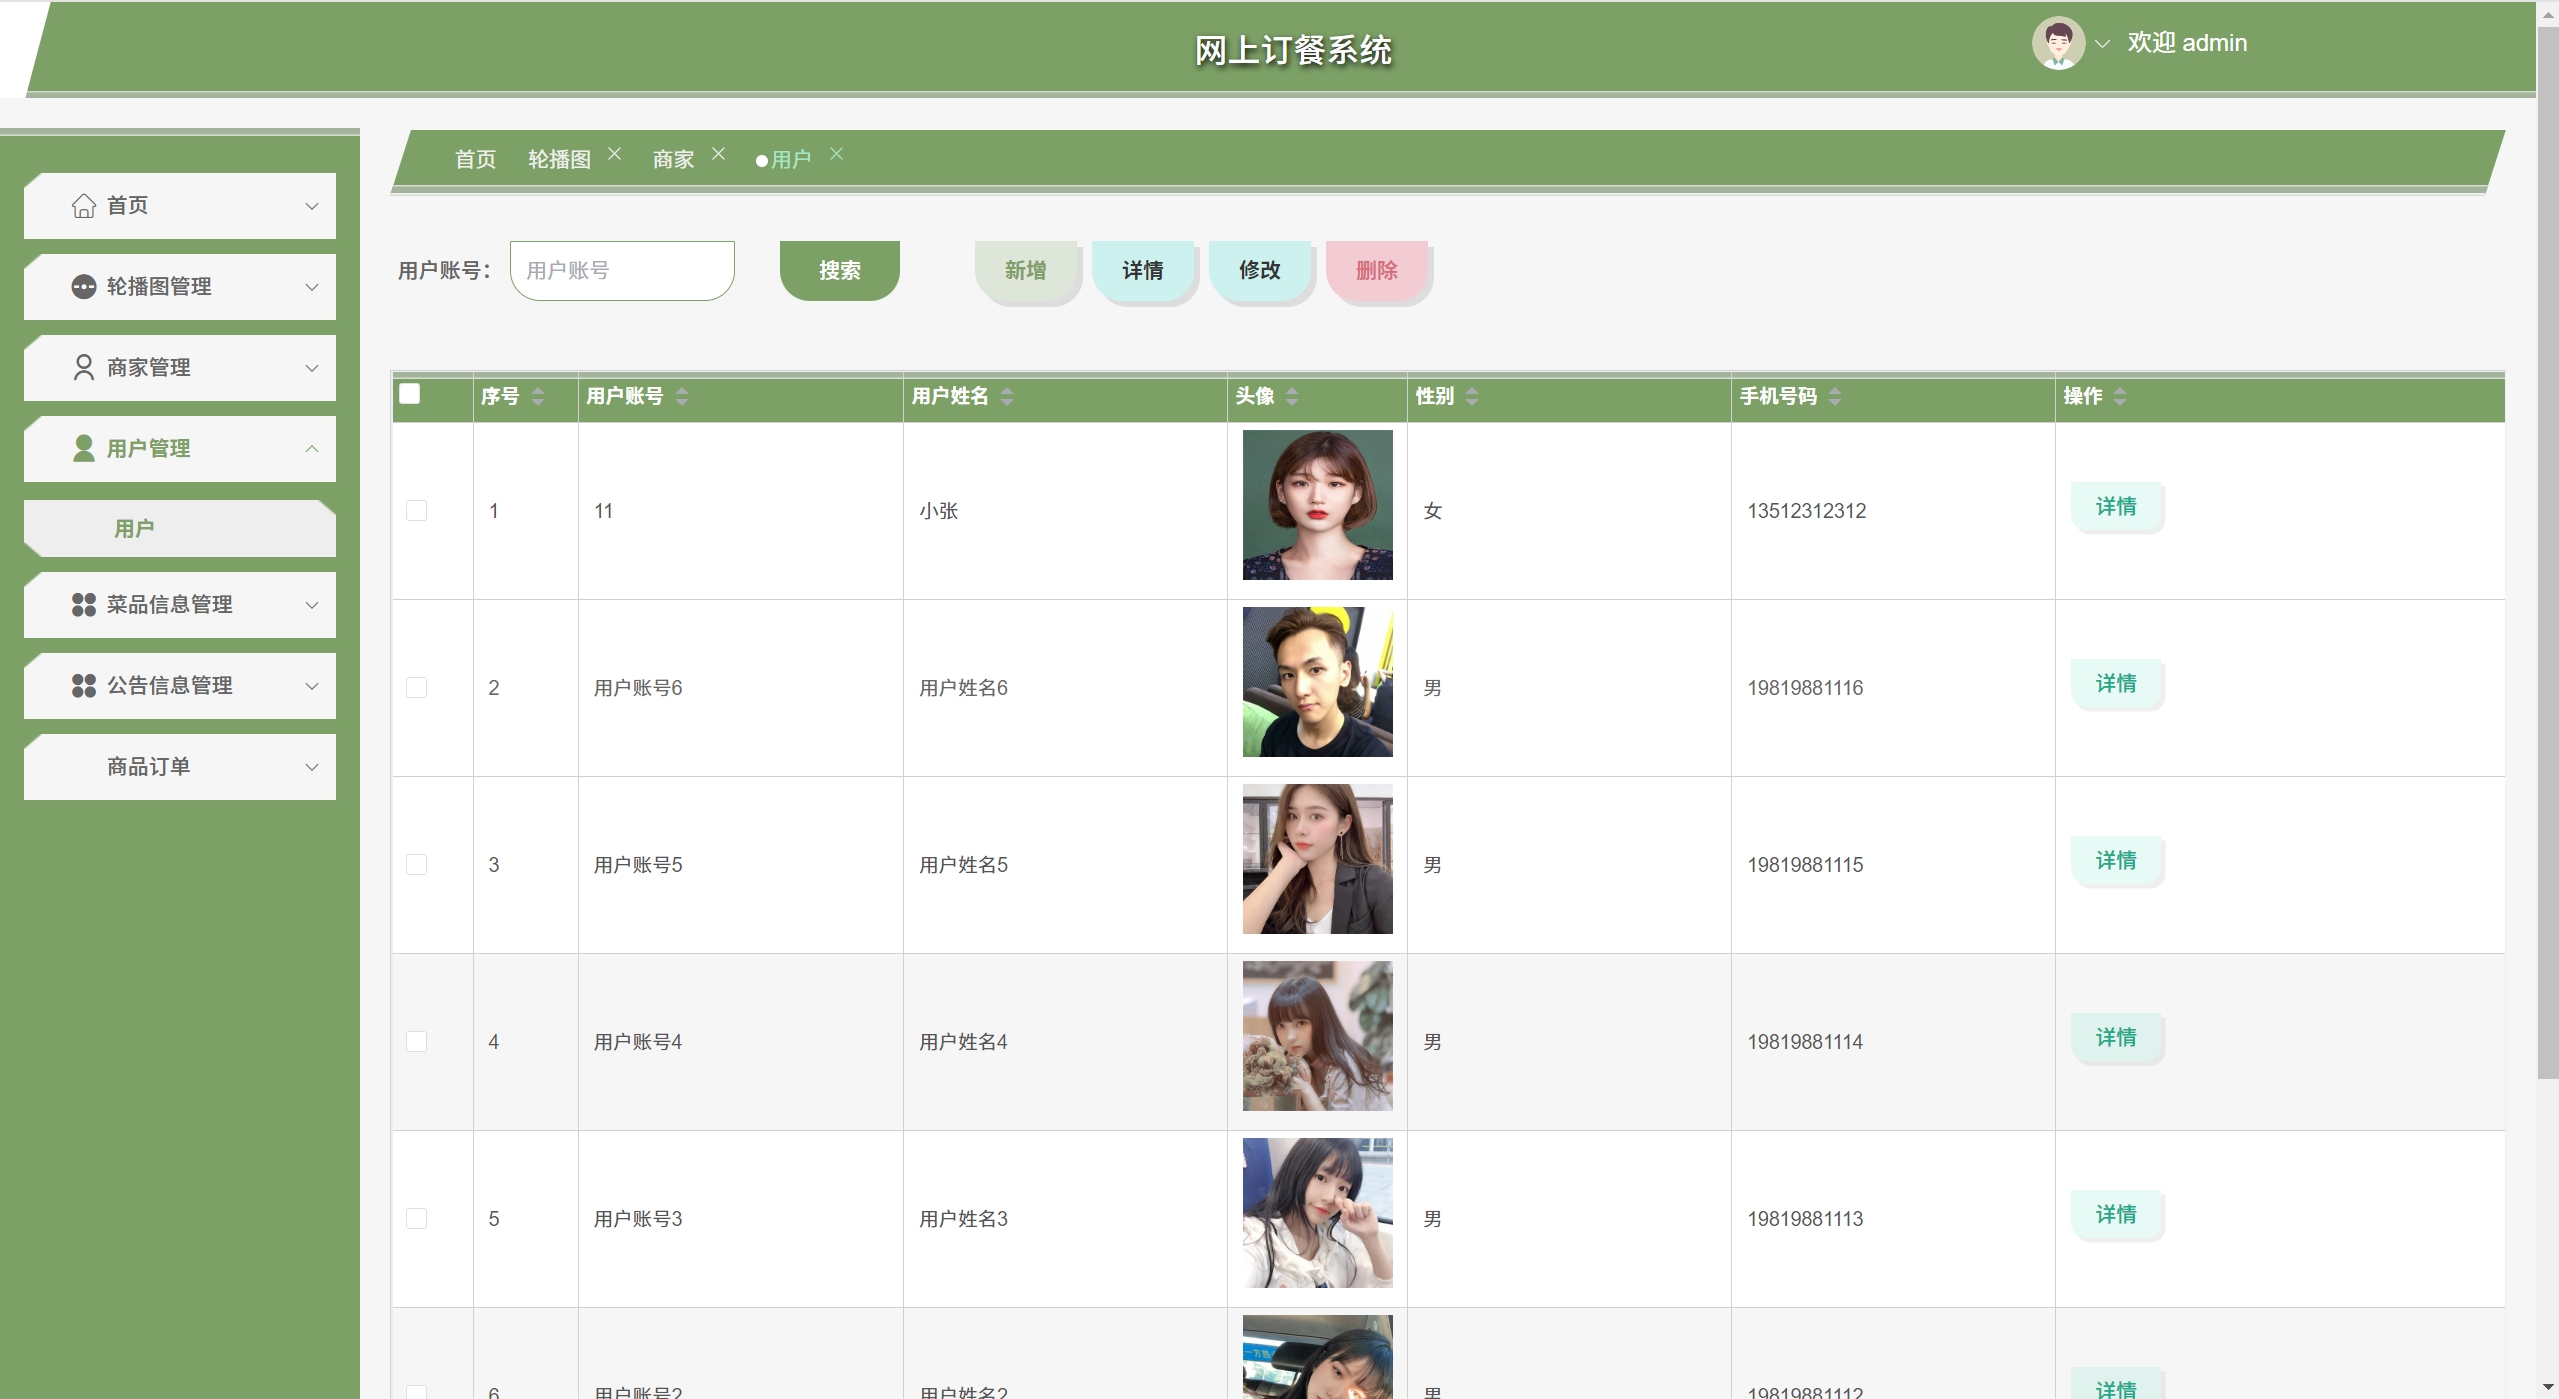 网上订餐系统
欢迎 admin
首页 轮播图 商家 用户
首页
轮播图管理
商家管理
用户管理
用户
菜品信息管理
公告信息管理
商品订单
用户账号： 用户账号 搜索 新增 详情 修改 删除
序号 用户账号 用户姓名 头像 性别 手机号码 操作
1 11 小张 女 13512312312 详情
2 用户账号6 用户姓名6 男 19819881116 详情
3 用户账号5 用户姓名5 男 19819881115 详情
4 用户账号4 用户姓名4 男 19819881114 详情
5 用户账号3 用户姓名3 男 19819881113 详情
6 用户账号2 用户姓名2 男 19819881112 详情